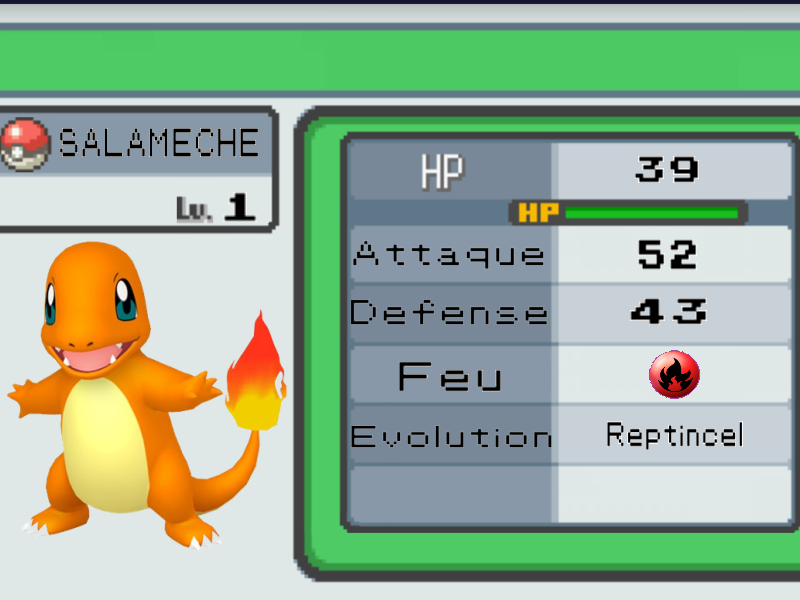 SALAMECHE
Lv. 1
HP 39
HP
Attaque 52
Defense 43
Feu
Evolution Reptincel